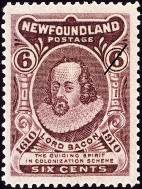 NEWFOUNDLAND
POSTAGE
6 6
1610 1910
LORD BACON
THE GUIDING SPIRIT
IN COLONIZATION SCHEME
SIX CENTS